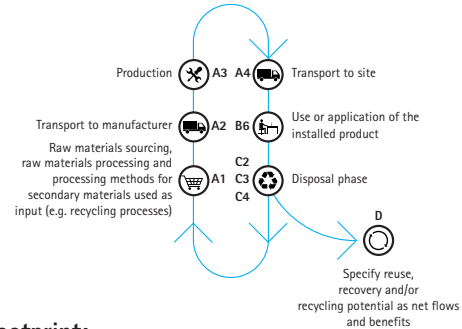 Production
A3
A4
Transport to site
Transport to manufacturer
A2
B6
Use or application of the
installed product
Raw materials sourcing,
raw materials processing and
processing methods for
secondary materials used as
input (e.g. recycling processes)
A1
C2
C3
C4
Disposal phase
D
Specify reuse,
recovery and/or
recycling potential as net flows
and benefits